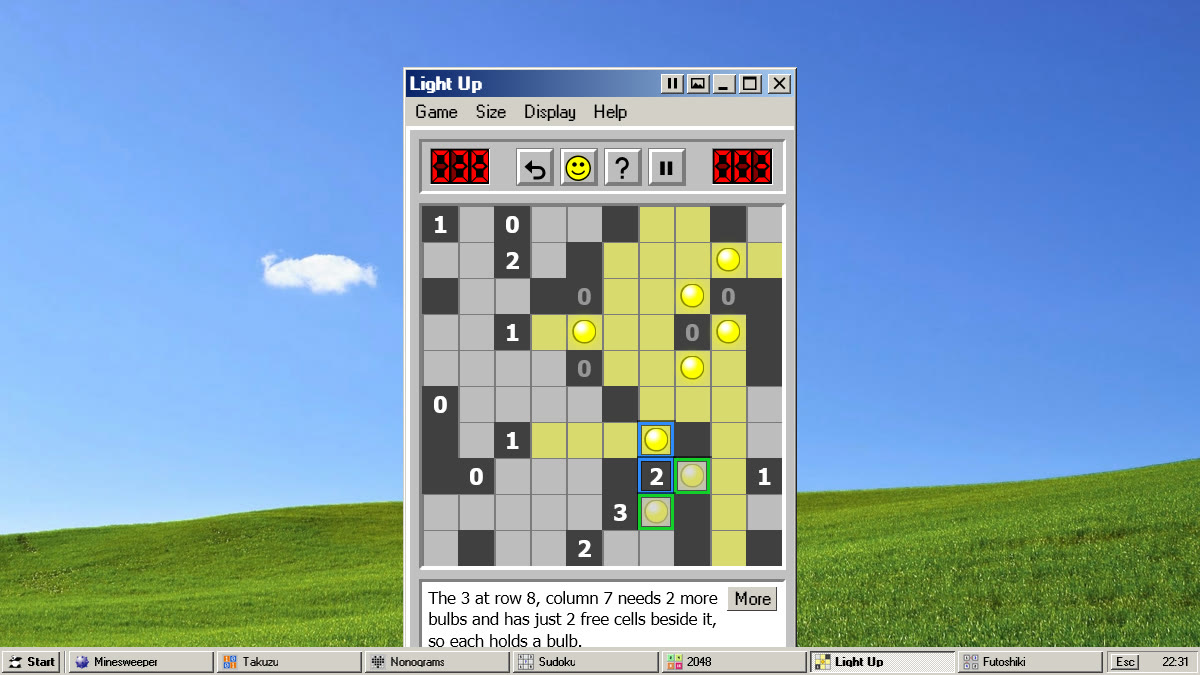 Light Up
Game Size Display Help
?
1 0
2
0 0
1 0
0
0
1
0 2 1
3
2
The 3 at row 8, column 7 needs 2 more
bulbs and has just 2 free cells beside it,
so each holds a bulb.
More
Start Minesweeper Takuzu Nonograms Sudoku 2048 Light Up Futoshiki Esc 22:31